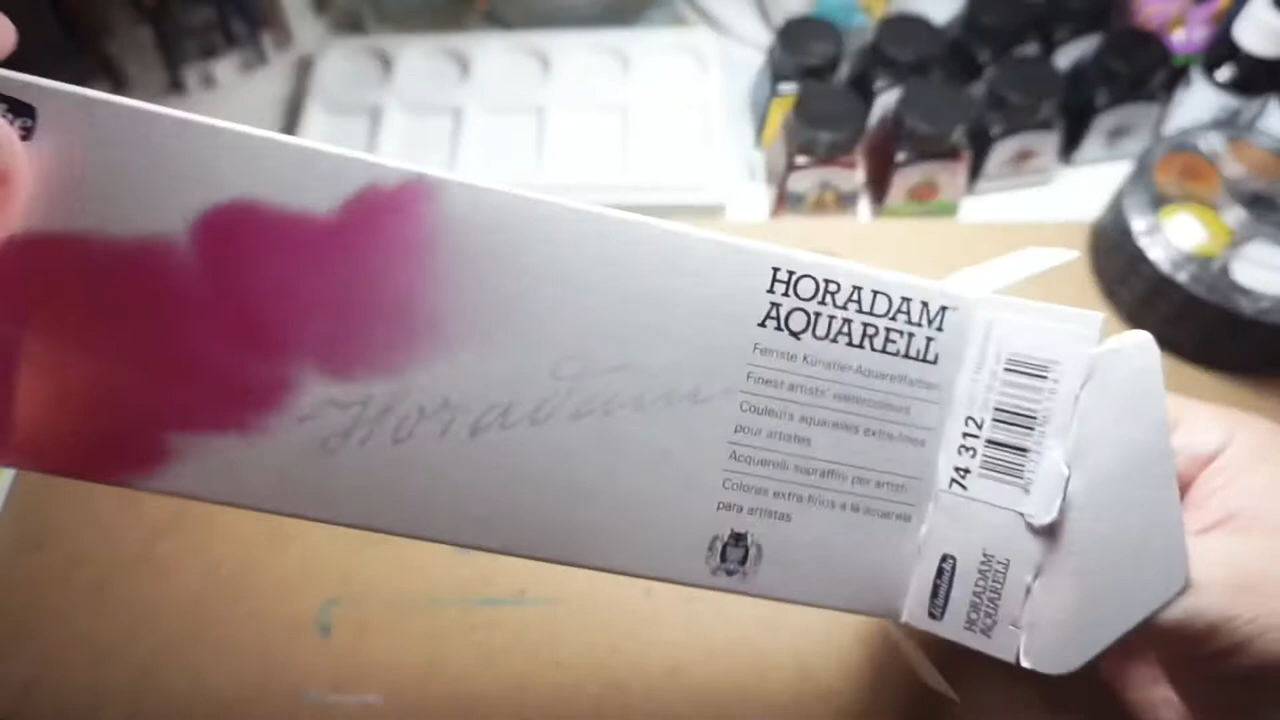 HORADAM
AQUARELL
Feinste Künstler-Aquarellfarben
Finest artists' watercolours
Couleurs aquarelles extra-fines
pour artistes
Acquerelli sopraffini per artisti
Colores extra-finos a la acuarela
para artistas
Horadam
74 312
Schmincke
HORADAM
AQUARELL